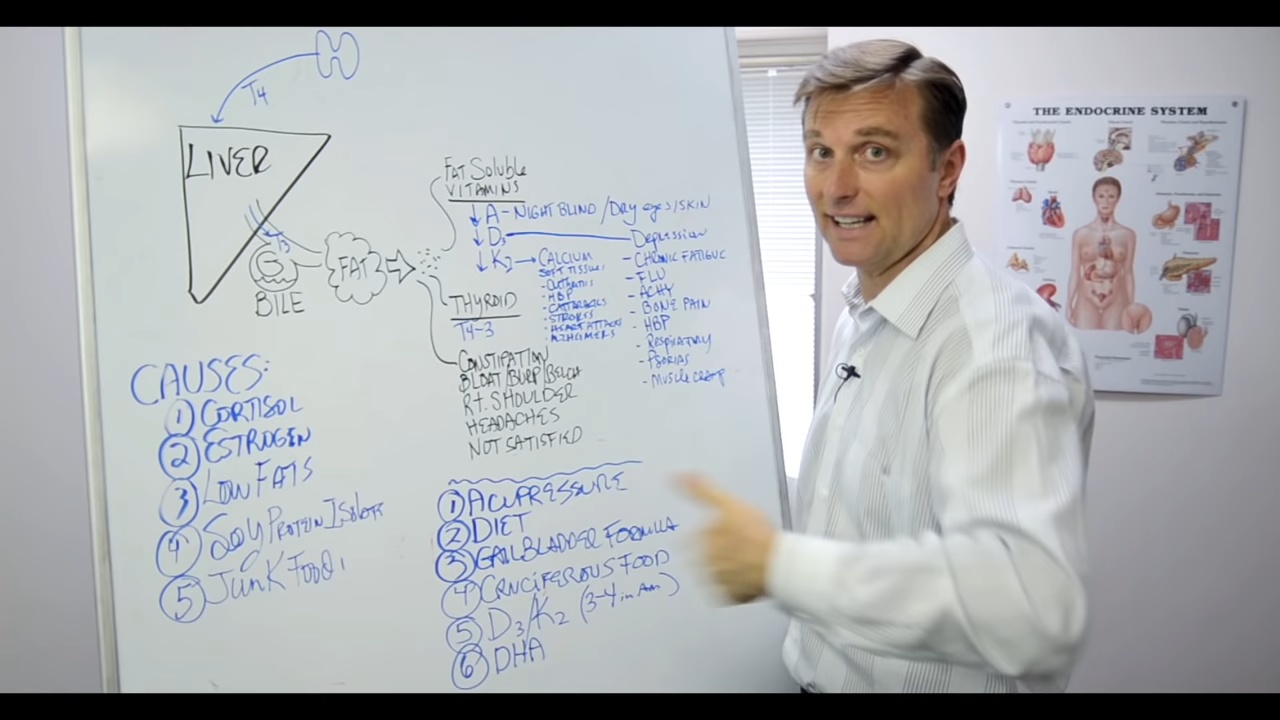 T4
LIVER
T3
G
BILE
FAT
FAT SOLUBLE
VITAMINS
A - NIGHT BLIND / DRY eyes/SKIN
D3
K2 → CALCIUM
SOFT TISSUE
- HBP
- CATARACTS
- STROKES
- HEART ATTACKS
- ALZHEIMERS
DEPRESSION
- CHRONIC FATIGUE
- FLU
- ACHY
- BONE PAIN
- HBP
- RESPIRATORY
- PSORIAS
- MUSCLE
THYROID
T4-3
CONSTIPATION
BLOAT/BURP/BELCH
RT. SHOULDER
HEADACHES
NOT SATISFIED
CAUSES:
1 CORTISOL
2 ESTROGEN
3 LOW FATS
4 SOY PROTEIN
5 JUNK FOOD
1 ACUPRESSURE
2 DIET
3 GALLBLADDER FORMULA
4 CRUCIFEROUS FOOD
5 D3/K2 (3-4 in Am)
6 DHA
THE ENDOCRINE SYSTEM